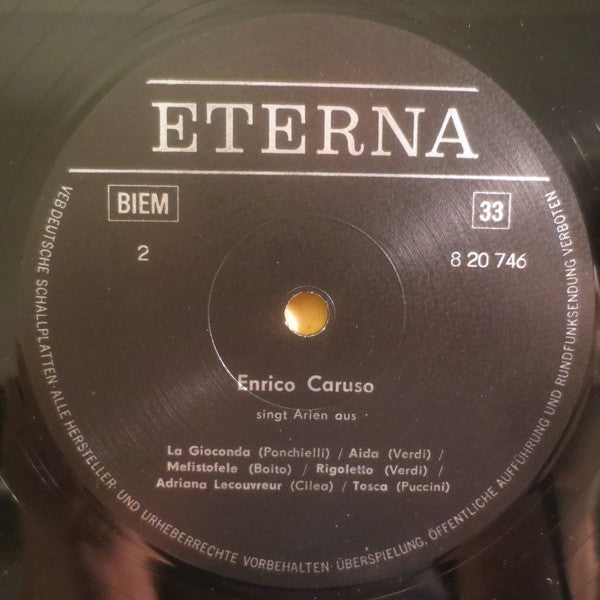 ETERNA
BIEM
33
2
8 20 746
Enrico Caruso
singt Arien aus
La Gioconda (Ponchielli) / Aida (Verdi) /
Mefistofele (Boito) / Rigoletto (Verdi) /
Adriana Lecouvreur (Cilea) / Tosca (Puccini)
VEB DEUTSCHE SCHALLPLATTEN · ALLE HERSTELLER- UND URHEBERRECHTE VORBEHALTEN · ÜBERSPIELUNG, ÖFFENTLICHE AUFFÜHRUNG UND RUNDFUNKSENDUNG VERBOTEN